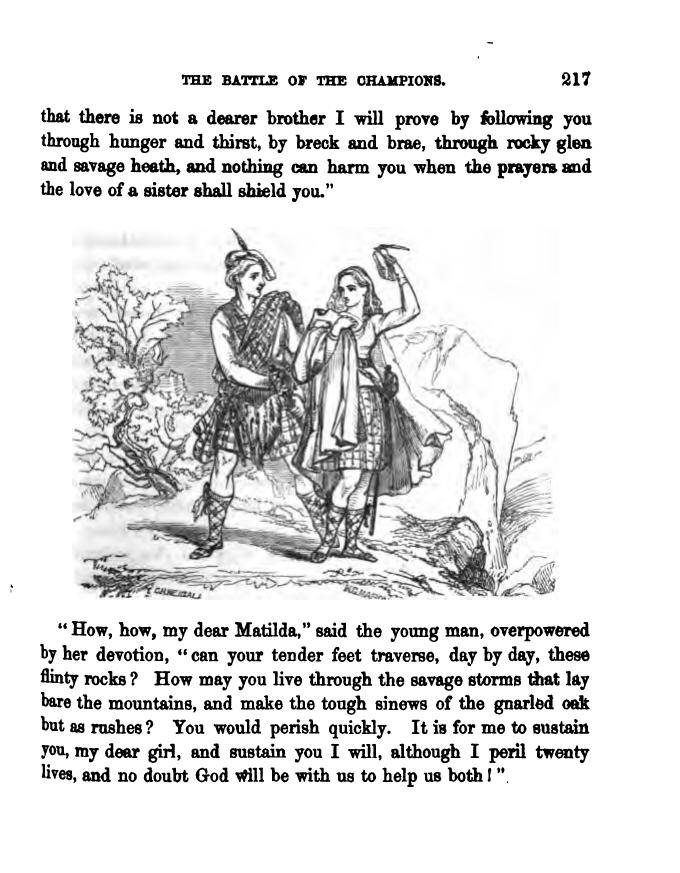 THE BATTLE OF THE CHAMPIONS. 217
that there is not a dearer brother I will prove by following you
through hunger and thirst, by breck and brae, through rocky glen
and savage heath, and nothing can harm you when the prayers and
the love of a sister shall shield you."
"How, how, my dear Matilda," said the young man, overpowered
by her devotion, "can your tender feet traverse, day by day, these
flinty rocks? How may you live through the savage storms that lay
bare the mountains, and make the tough sinews of the gnarled oak
but as rushes? You would perish quickly. It is for me to sustain
you, my dear girl, and sustain you I will, although I peril twenty
lives, and no doubt God will be with us to help us both!"